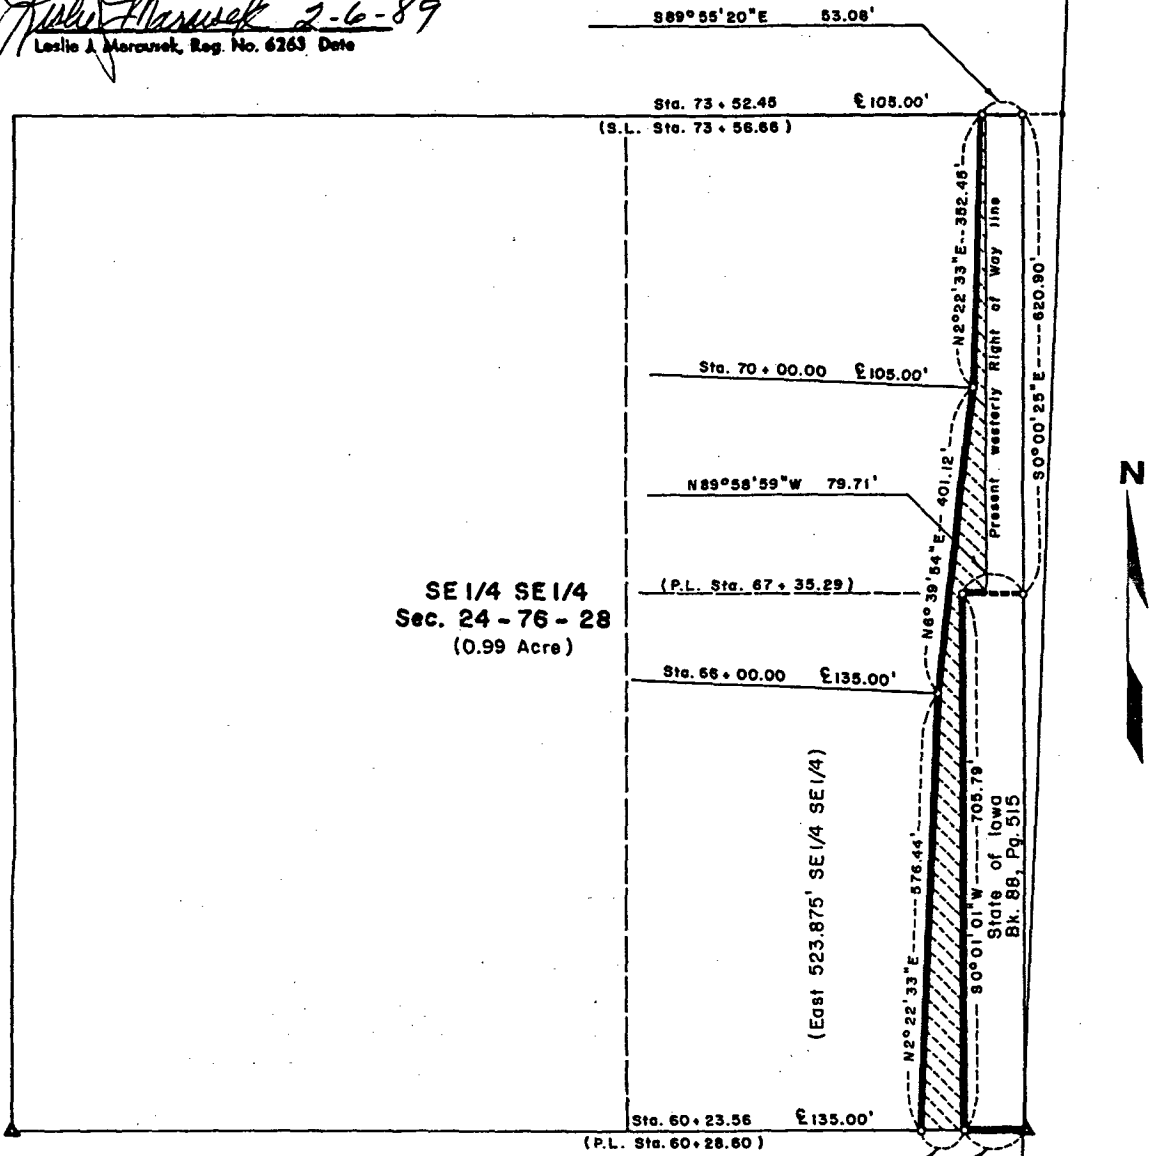 Leslie J. Marousek 2-6-89
Leslie J. Marousek, Reg. No. 6263 Date
S89°55'20"E 53.08'
Sta. 73+52.45 ℄105.00'
(S.L. Sta. 73+56.66)
N2°22'33"E--352.45'
Present westerly Right of Way line
S0°00'25"E---620.90'
Sta. 70+00.00 ℄105.00'
N
N89°58'59"W 79.71'
N6°39'54"E--401.12'
(P.L. Sta. 67+35.29)
SE1/4 SE1/4
Sec. 24-76-28
(0.99 Acre)
Sta. 66+00.00 ℄135.00'
(East 523.875' SE1/4 SE1/4)
N2°22'33"E---576.44'
S0°01'01"W---705.79'
State of Iowa
Bk. 88, Pg. 515
Sta. 60+23.56 ℄135.00'
(P.L. Sta. 60+28.60)